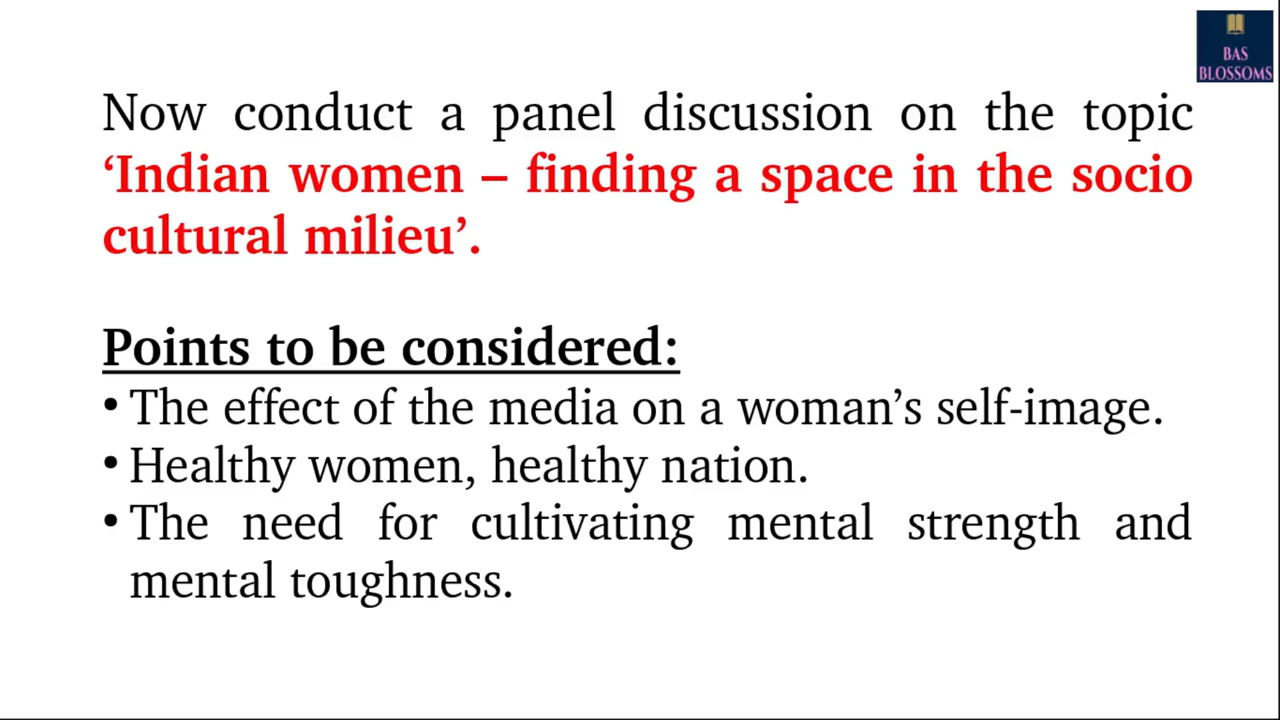 BAS
BLOSSOMS
Now conduct a panel discussion on the topic
‘Indian women – finding a space in the socio
cultural milieu’.
Points to be considered:
• The effect of the media on a woman’s self-image.
• Healthy women, healthy nation.
• The need for cultivating mental strength and
mental toughness.